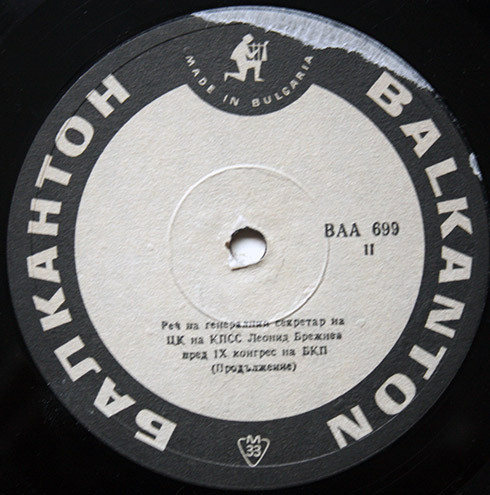 MADE IN BULGARIA
БАЛКАНТОН
BALKANTON
ВАА 699
II
Реч на генералния секретар на
ЦК на КПСС Леонид Брежнев
пред IX конгрес на БКП
(Продължение)
М
33